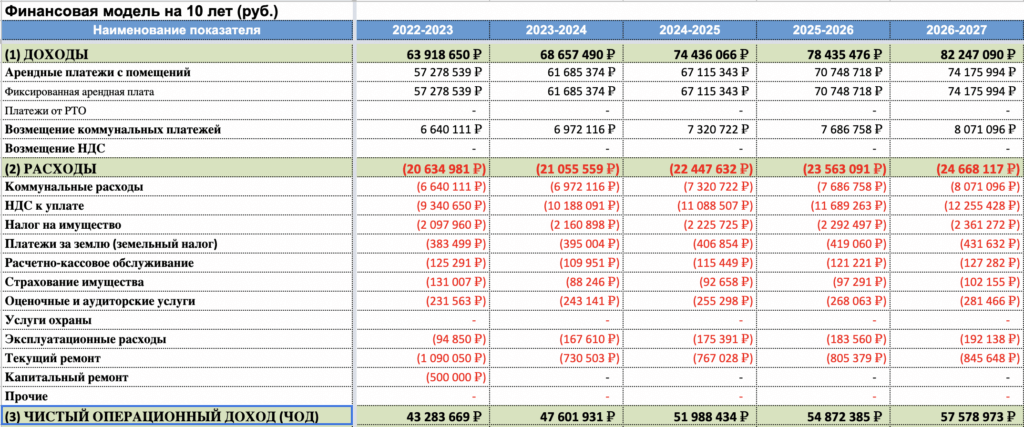 Финансовая модель на 10 лет (руб.)
Наименование показателя 2022-2023 2023-2024 2024-2025 2025-2026 2026-2027
(1) ДОХОДЫ 63 918 650 ₽ 68 657 490 ₽ 74 436 066 ₽ 78 435 476 ₽ 82 247 090 ₽
Арендные платежи с помещений 57 278 539 ₽ 61 685 374 ₽ 67 115 343 ₽ 70 748 718 ₽ 74 175 994 ₽
Фиксированная арендная плата 57 278 539 ₽ 61 685 374 ₽ 67 115 343 ₽ 70 748 718 ₽ 74 175 994 ₽
Платежи от РТО - - - - -
Возмещение коммунальных платежей 6 640 111 ₽ 6 972 116 ₽ 7 320 722 ₽ 7 686 758 ₽ 8 071 096 ₽
Возмещение НДС - - - - -
(2) РАСХОДЫ (20 634 981 ₽) (21 055 559 ₽) (22 447 632 ₽) (23 563 091 ₽) (24 668 117 ₽)
Коммунальные расходы (6 640 111 ₽) (6 972 116 ₽) (7 320 722 ₽) (7 686 758 ₽) (8 071 096 ₽)
НДС к уплате (9 340 650 ₽) (10 188 091 ₽) (11 088 507 ₽) (11 689 263 ₽) (12 255 428 ₽)
Налог на имущество (2 097 960 ₽) (2 160 898 ₽) (2 225 725 ₽) (2 292 497 ₽) (2 361 272 ₽)
Платежи за землю (земельный налог) (383 499 ₽) (395 004 ₽) (406 854 ₽) (419 060 ₽) (431 632 ₽)
Расчетно-кассовое обслуживание (125 291 ₽) (109 951 ₽) (115 449 ₽) (121 221 ₽) (127 282 ₽)
Страхование имущества (131 007 ₽) (88 246 ₽) (92 658 ₽) (97 291 ₽) (102 155 ₽)
Оценочные и аудиторские услуги (231 563 ₽) (243 141 ₽) (255 298 ₽) (268 063 ₽) (281 466 ₽)
Услуги охраны - - - - -
Эксплуатационные расходы (94 850 ₽) (167 610 ₽) (175 391 ₽) (183 560 ₽) (192 138 ₽)
Текущий ремонт (1 090 050 ₽) (730 503 ₽) (767 028 ₽) (805 379 ₽) (845 648 ₽)
Капитальный ремонт (500 000 ₽) - - - -
Прочие - - - - -
(3) ЧИСТЫЙ ОПЕРАЦИОННЫЙ ДОХОД (ЧОД) 43 283 669 ₽ 47 601 931 ₽ 51 988 434 ₽ 54 872 385 ₽ 57 578 973 ₽